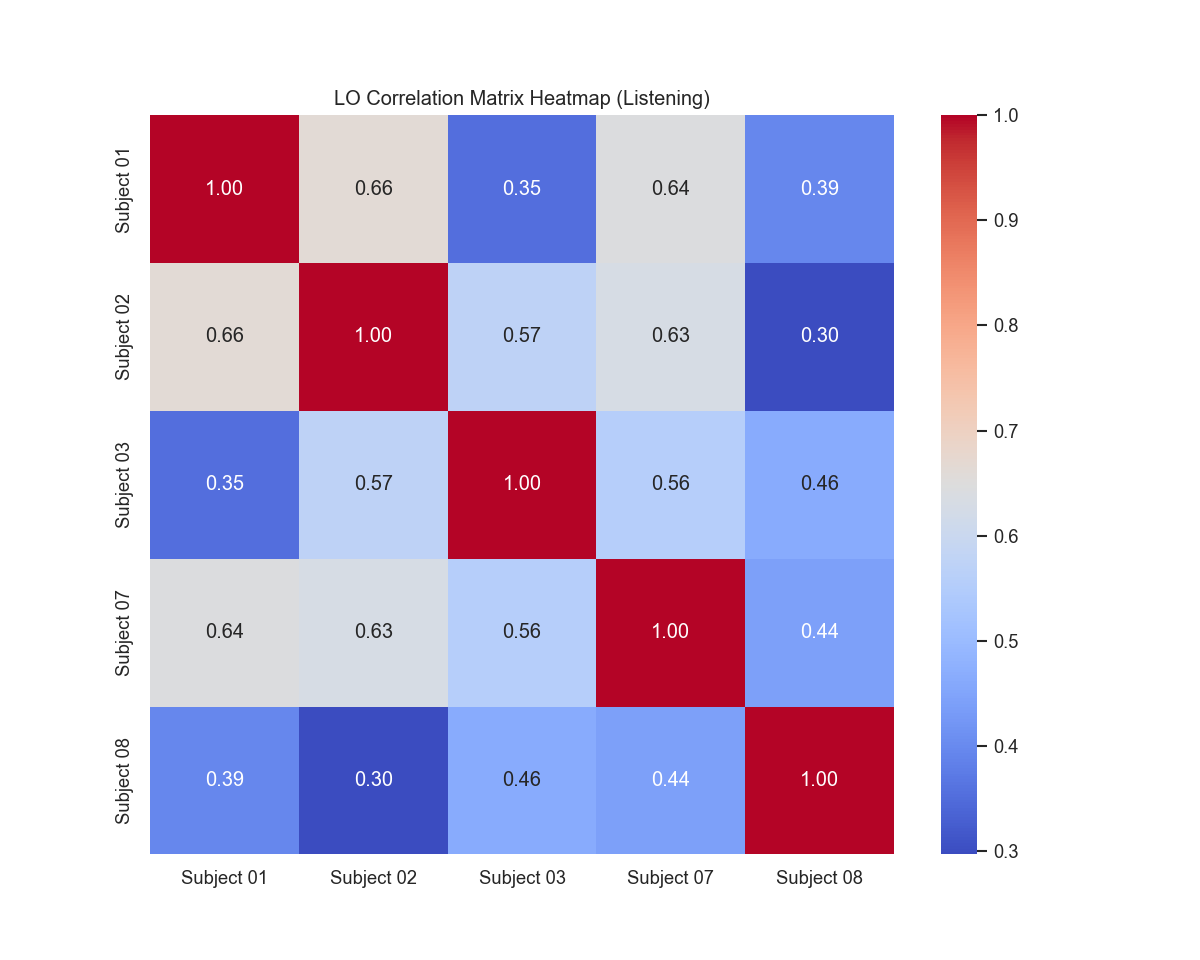 LO Correlation Matrix Heatmap (Listening)
Subject 01 1.00 0.66 0.35 0.64 0.39
Subject 02 0.66 1.00 0.57 0.63 0.30
Subject 03 0.35 0.57 1.00 0.56 0.46
Subject 07 0.64 0.63 0.56 1.00 0.44
Subject 08 0.39 0.30 0.46 0.44 1.00
Subject 01 Subject 02 Subject 03 Subject 07 Subject 08
1.0
0.9
0.8
0.7
0.6
0.5
0.4
0.3